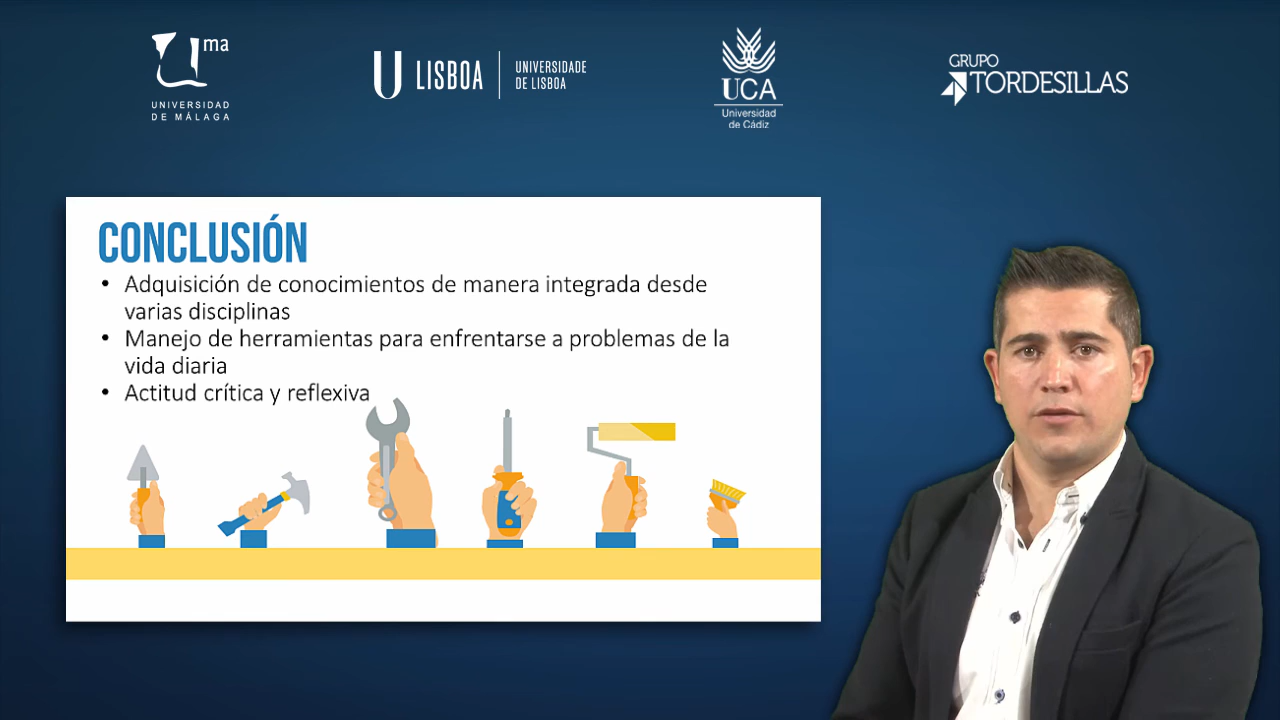 uma
UNIVERSIDAD
DE MÁLAGA
U LISBOA
UNIVERSIDADE
DE LISBOA
UCA
Universidad
de Cádiz
GRUPO
TORDESILLAS
CONCLUSIÓN
• Adquisición de conocimientos de manera integrada desde
varias disciplinas
• Manejo de herramientas para enfrentarse a problemas de la
vida diaria
• Actitud crítica y reflexiva